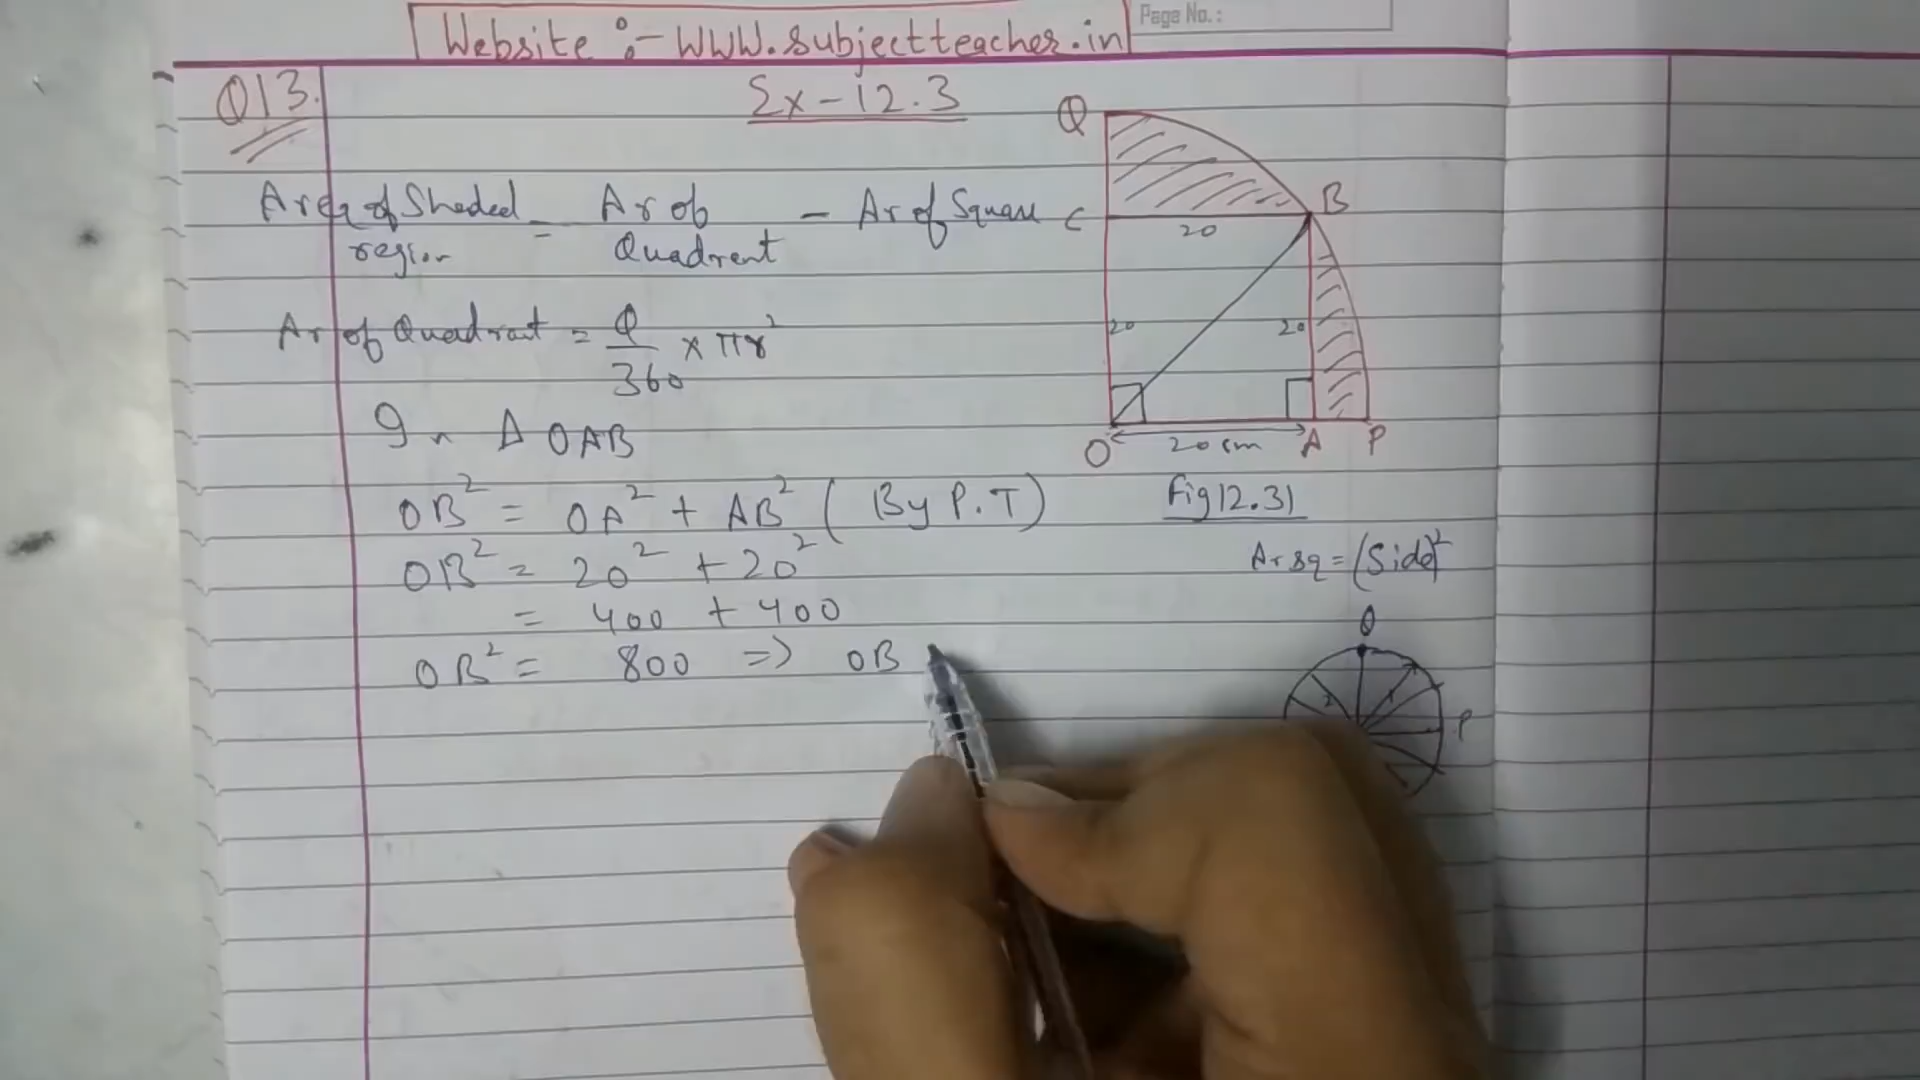 Website :- WWW.subjectteacher.in
Page No.:
Q13.
Ex-12.3
Area of Shaded region = Ar of Quadrent - Ar of Square
Ar of Quadrant = Q/360 × πr²
In Δ OAB
OB² = OA² + AB² ( By P.T )
OB² = 20² + 20²
= 400 + 400
OB² = 800 => OB
Q
B
C
20
20
20
O
20 cm
A
P
Fig 12.31
Ar sq = (Side)²
Q
P